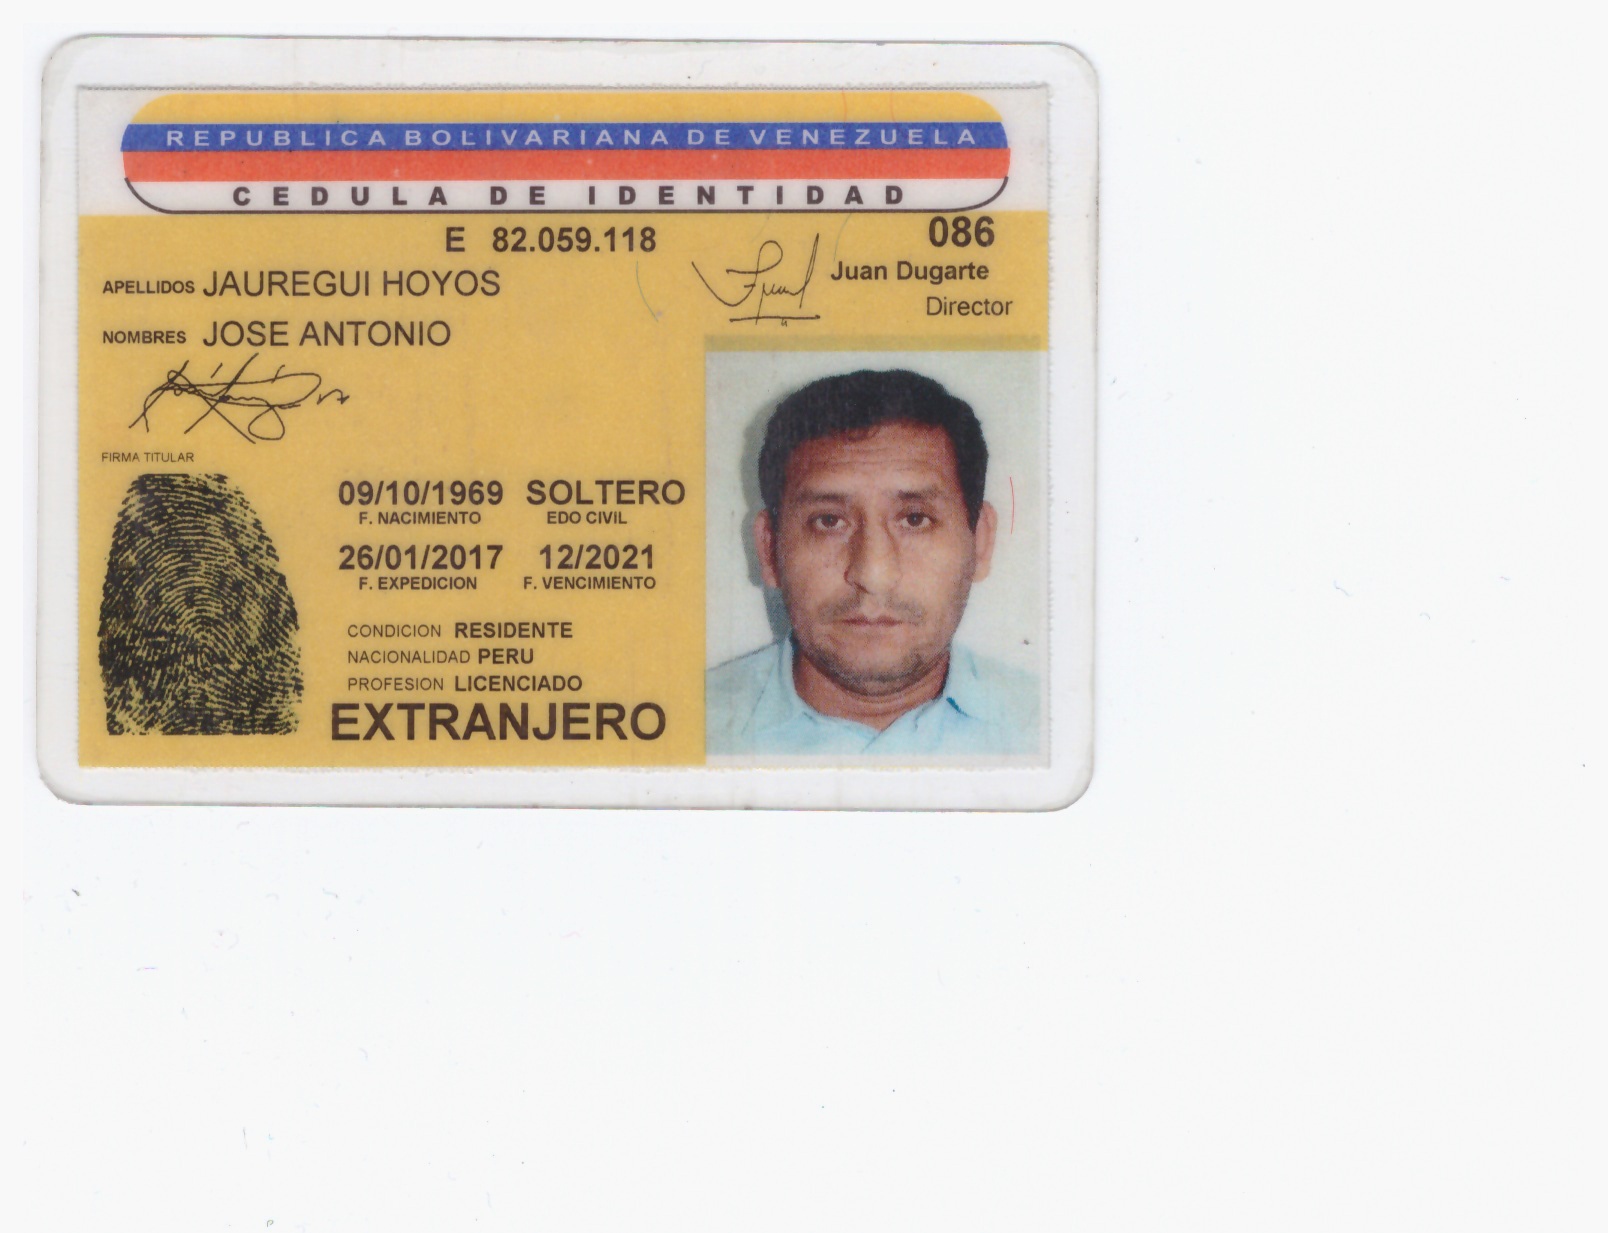 REPUBLICA BOLIVARIANA DE VENEZUELA
CEDULA DE IDENTIDAD
E 82.059.118
086
Juan Dugarte
Director
APELLIDOS JAUREGUI HOYOS
NOMBRES JOSE ANTONIO
FIRMA TITULAR
09/10/1969 SOLTERO
F. NACIMIENTO EDO CIVIL
26/01/2017 12/2021
F. EXPEDICION F. VENCIMIENTO
CONDICION RESIDENTE
NACIONALIDAD PERU
PROFESION LICENCIADO
EXTRANJERO